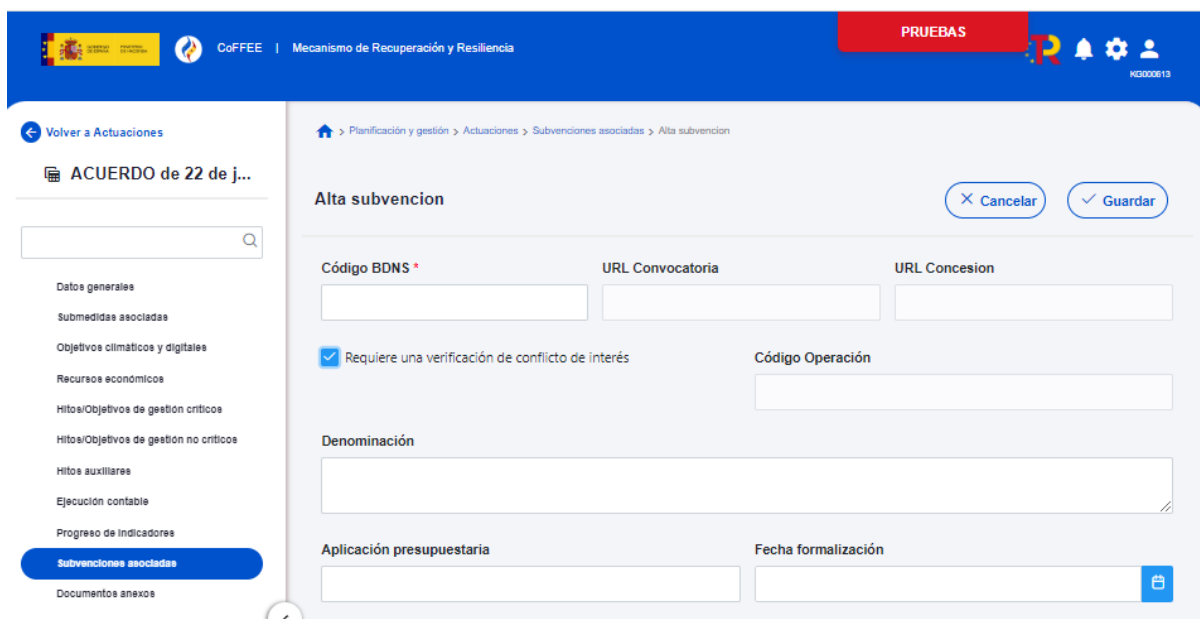 PRUEBAS
CoFFEE | Mecanismo de Recuperación y Resiliencia
KG000613
Volver a Actuaciones
ACUERDO de 22 de j...
Datos generales
Submedidas asociadas
Objetivos climáticos y digitales
Recursos económicos
Hitos/Objetivos de gestión críticos
Hitos/Objetivos de gestión no críticos
Hitos auxiliares
Ejecución contable
Progreso de Indicadores
Subvenciones asociadas
Documentos anexos
> Planificación y gestión > Actuaciones > Subvenciones asociadas > Alta subvencion
Alta subvencion
Cancelar
Guardar
Código BDNS *
URL Convocatoria
URL Concesion
Requiere una verificación de conflicto de interés
Código Operación
Denominación
Aplicación presupuestaria
Fecha formalización